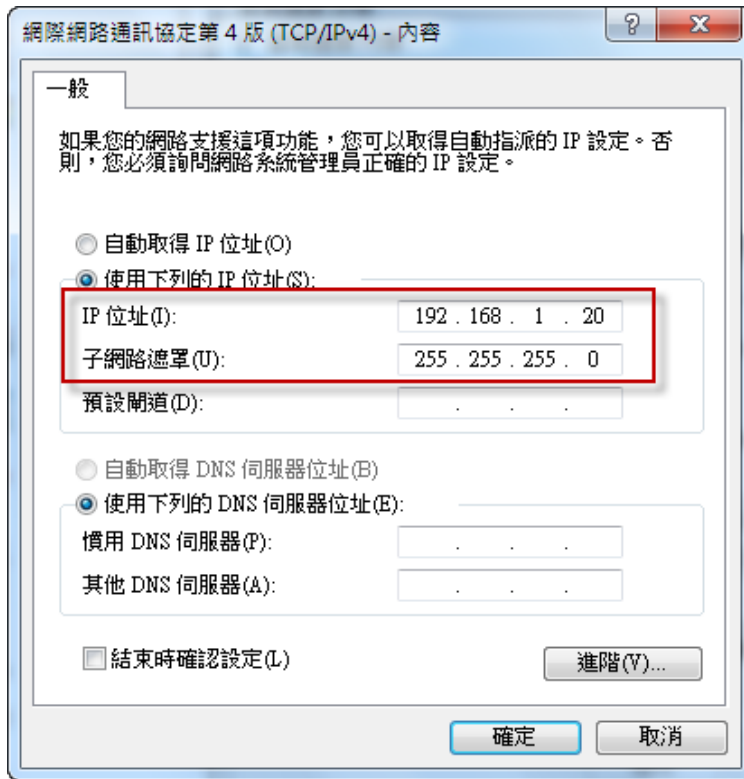 網際網路通訊協定第 4 版 (TCP/IPv4) - 內容
一般
如果您的網路支援這項功能，您可以取得自動指派的 IP 設定。否
則，您必須詢問網路系統管理員正確的 IP 設定。
自動取得 IP 位址(O)
使用下列的 IP 位址(S):
IP 位址(I): 192 . 168 . 1 . 20
子網路遮罩(U): 255 . 255 . 255 . 0
預設閘道(D): . . .
自動取得 DNS 伺服器位址(B)
使用下列的 DNS 伺服器位址(E):
慣用 DNS 伺服器(P): . . .
其他 DNS 伺服器(A): . . .
結束時確認設定(L)
進階(V)...
確定 取消